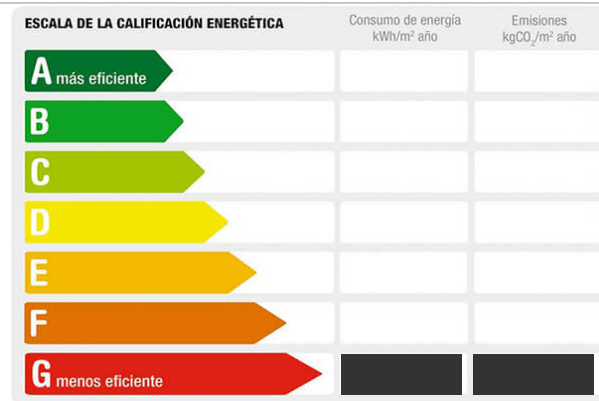 ESCALA DE LA CALIFICACIÓN ENERGÉTICA
Consumo de energía
kWh/m² año
Emisiones
kgCO₂/m² año
A más eficiente
B
C
D
E
F
G menos eficiente